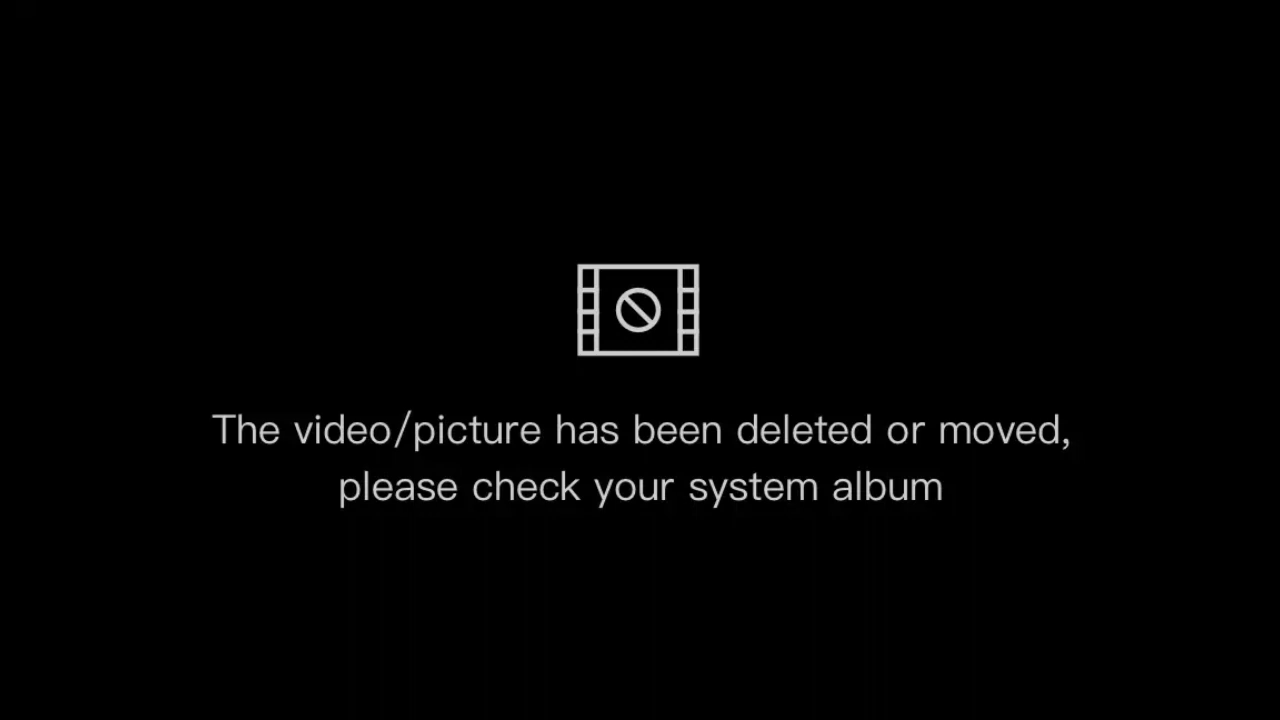 The video/picture has been deleted or moved,
please check your system album